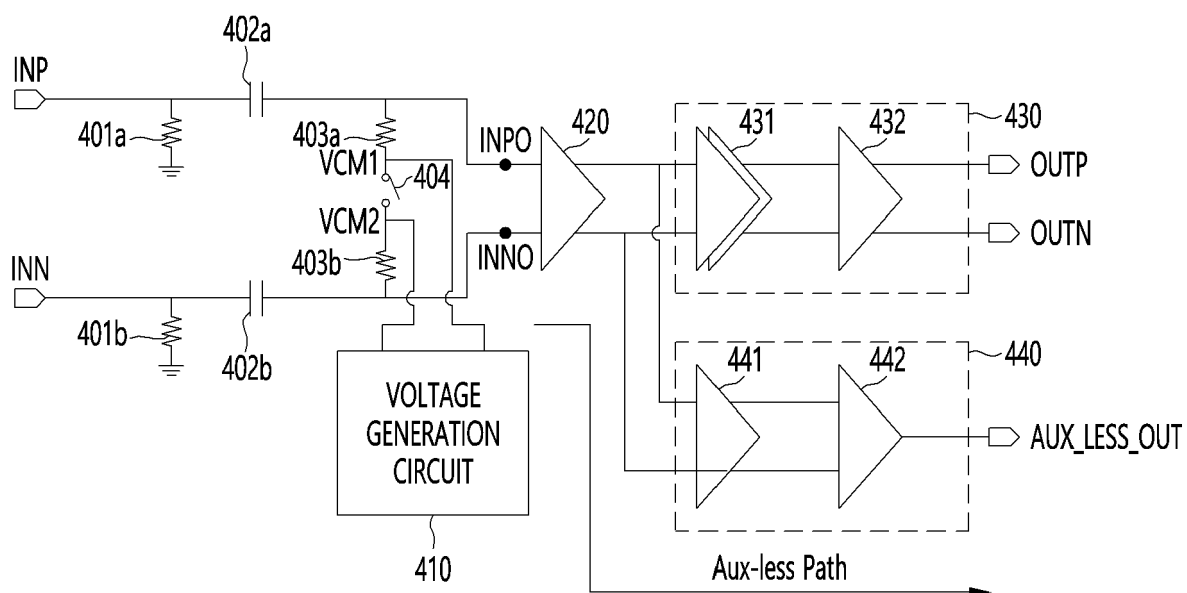 402a
INP
401a
403a
VCM1
404
VCM2
403b
INN
401b
402b
INPO
INNO
420
431
432
430
OUTP
OUTN
VOLTAGE
GENERATION
CIRCUIT
410
441
442
440
AUX_LESS_OUT
Aux-less Path